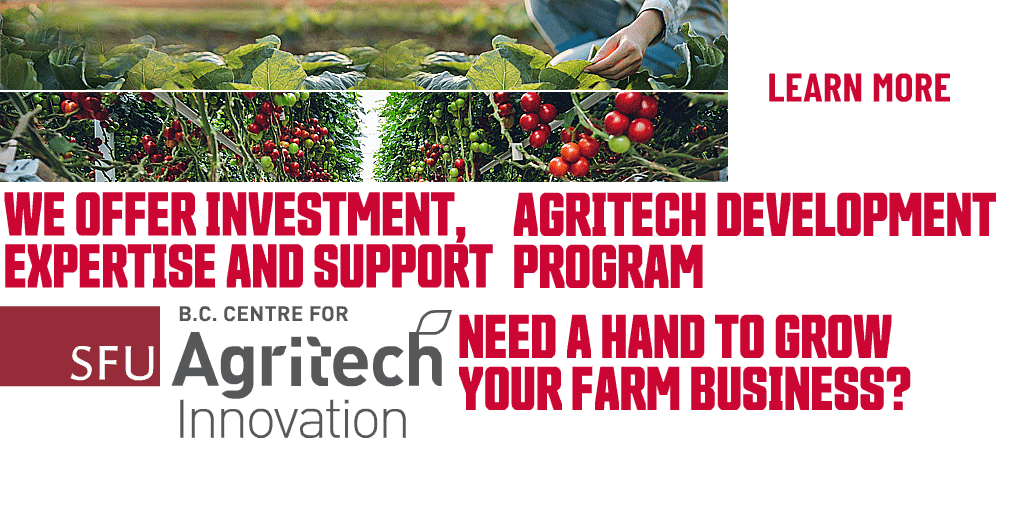 LEARN MORE
WE OFFER INVESTMENT,
EXPERTISE AND SUPPORT
AGRITECH DEVELOPMENT
PROGRAM
SFU
B.C. CENTRE FOR
Agritech
Innovation
NEED A HAND TO GROW
YOUR FARM BUSINESS?